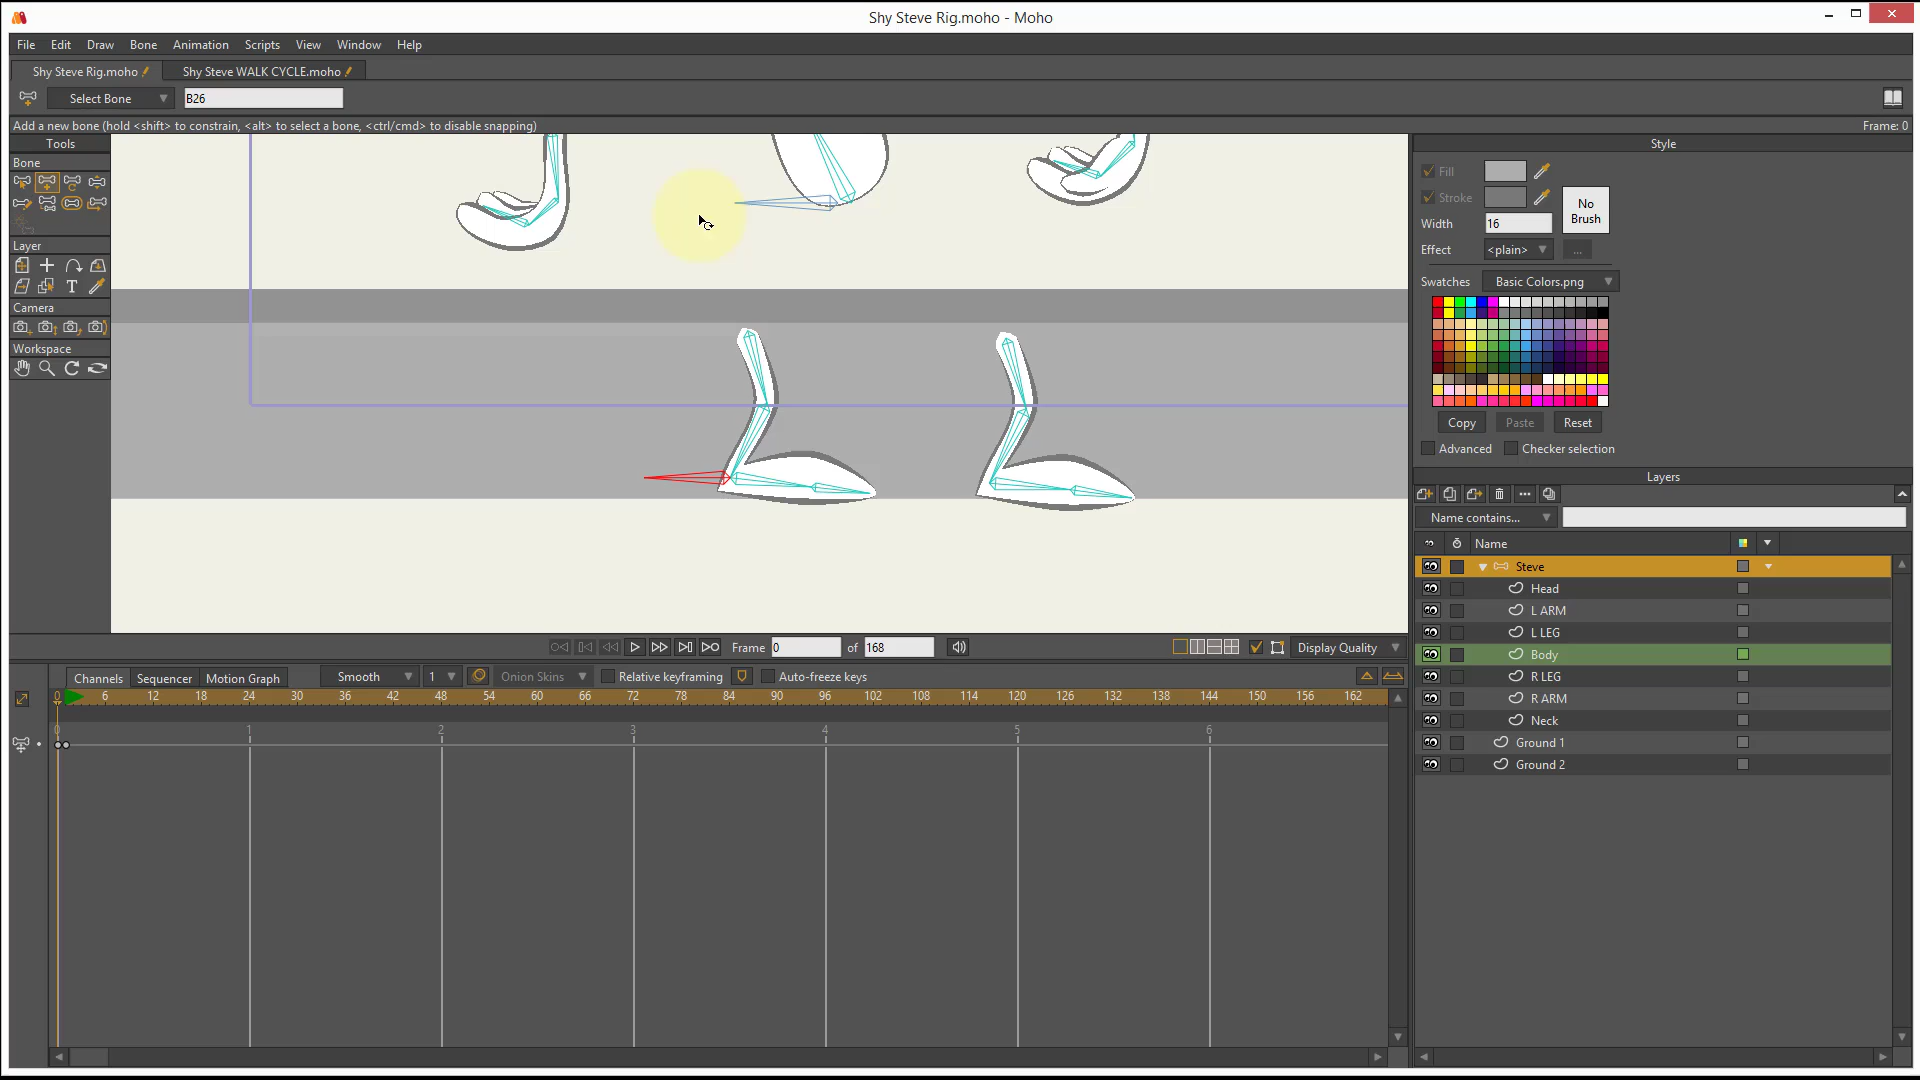 Shy Steve Rig.moho - Moho
File Edit Draw Bone Animation Scripts View Window Help
Shy Steve Rig.moho Shy Steve WALK CYCLE.moho
Select Bone B26
Add a new bone (hold <shift> to constrain, <alt> to select a bone, <ctrl/cmd> to disable snapping) Frame: 0
Tools
Bone
Layer
T
Camera
Workspace
Style
Fill
Stroke
No Brush
Width 16
Effect <plain> ...
Swatches Basic Colors.png
Copy Paste Reset
Advanced Checker selection
Layers
Name contains...
Name
Steve
Head
L ARM
L LEG
Body
R LEG
R ARM
Neck
Ground 1
Ground 2
Frame 0 of 168 Display Quality
Channels Sequencer Motion Graph Smooth 1 Onion Skins Relative keyframing Auto-freeze keys
0 6 12 18 24 30 36 42 48 54 60 66 72 78 84 90 96 102 108 114 120 126 132 138 144 150 156 162
0 1 2 3 4 5 6